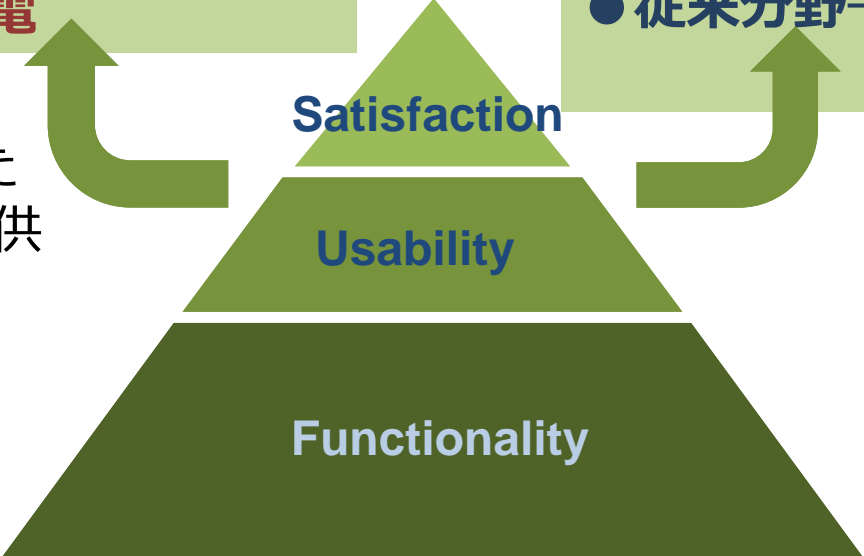 電
●従来分野
Satisfaction
た
供
Usability
Functionality